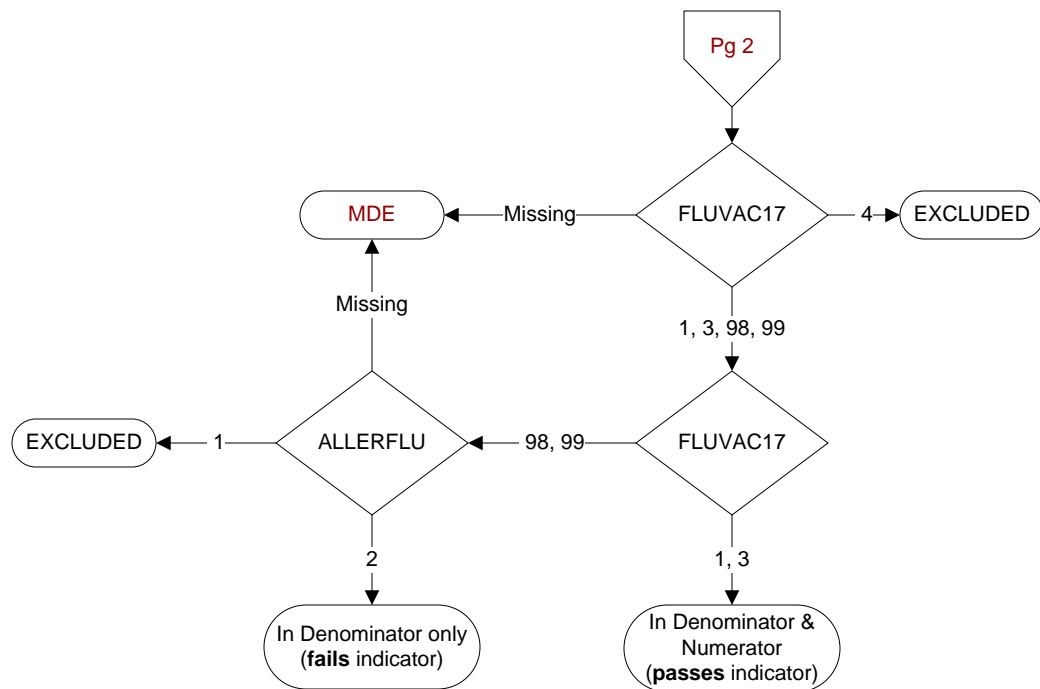 Pg 2
MDE
Missing
FLUVAC17
4
EXCLUDED
Missing
1, 3, 98, 99
EXCLUDED
1
ALLERFLU
98, 99
FLUVAC17
2
1, 3
In Denominator only
(fails indicator)
In Denominator &
Numerator
(passes indicator)